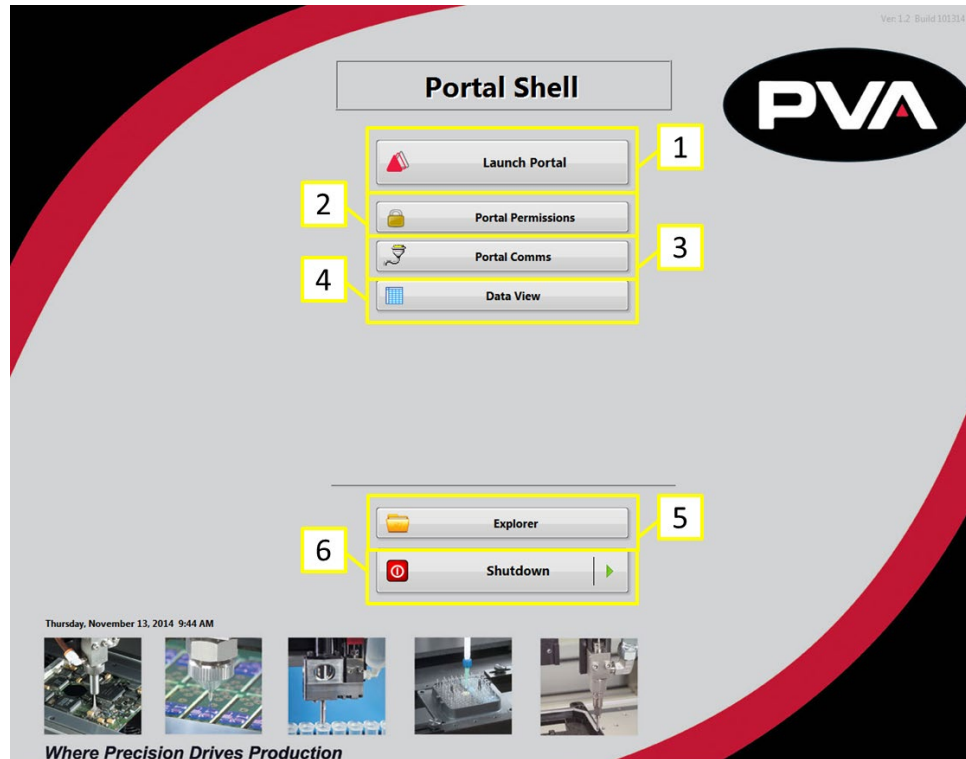 Ver: 1.2 Build 101314
Portal Shell
PVA
1
Launch Portal
2
Portal Permissions
3
Portal Comms
4
Data View
5
Explorer
6
Shutdown
Thursday, November 13, 2014 9:44 AM
Where Precision Drives Production